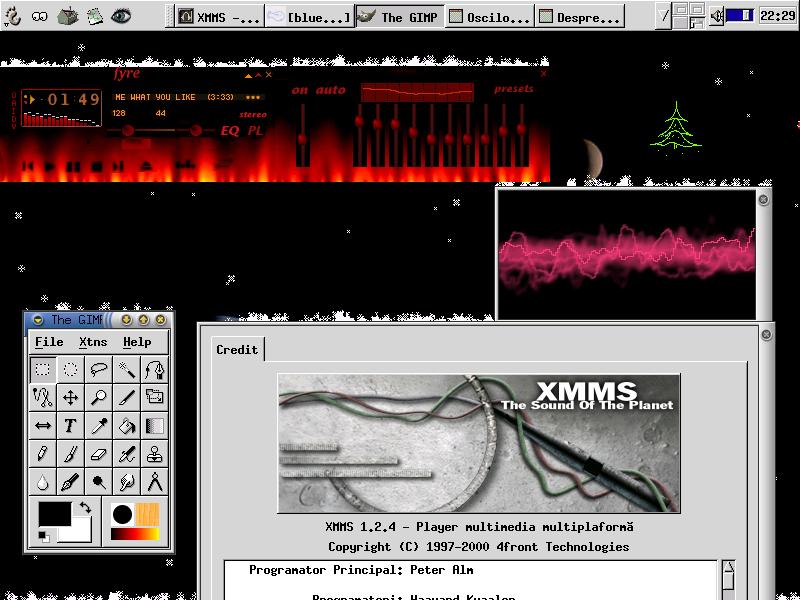 XMMS -...
[blue...]
The GIMP
Oscilo...
Despre...
22:29
fyre
01 49
ME WHAT YOU LIKE (3:33) ***
128
44
stereo
EQ PL
on auto
presets
The GIMP
File Xtns Help
Credit
XMMS
The Sound Of The Planet
XMMS 1.2.4 - Player multimedia multiplaformă
Copyright (C) 1997-2000 4front Technologies
Programator Principal: Peter Alm